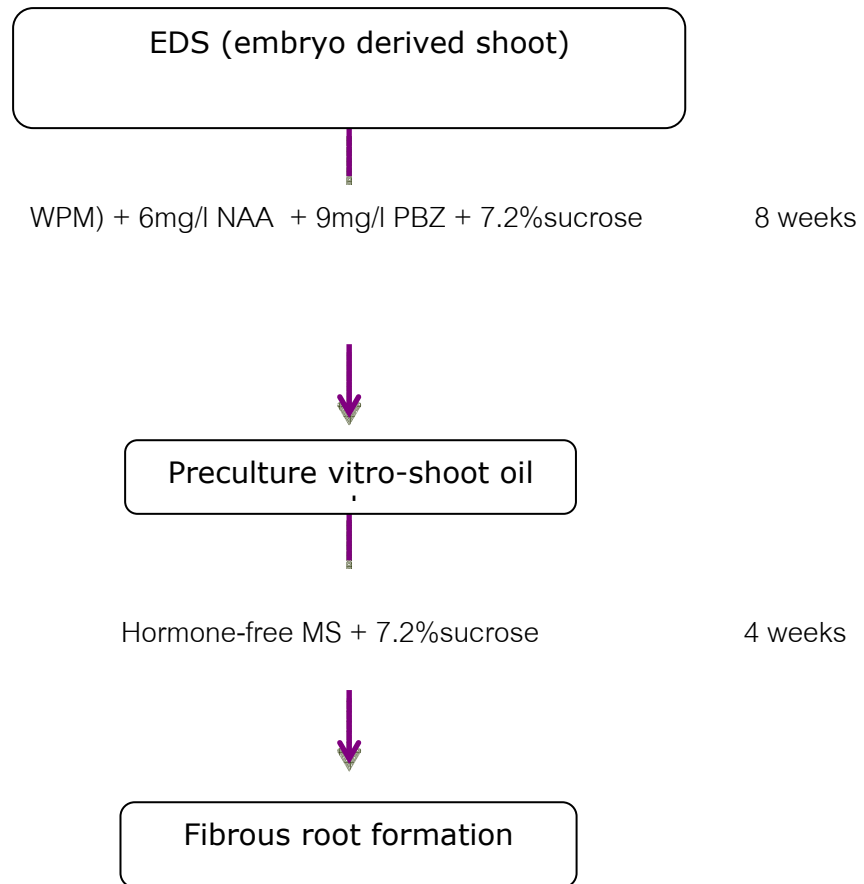 EDS (embryo derived shoot)
WPM) + 6mg/l NAA + 9mg/l PBZ + 7.2%sucrose 8 weeks
Preculture vitro-shoot oil
Hormone-free MS + 7.2%sucrose 4 weeks
Fibrous root formation